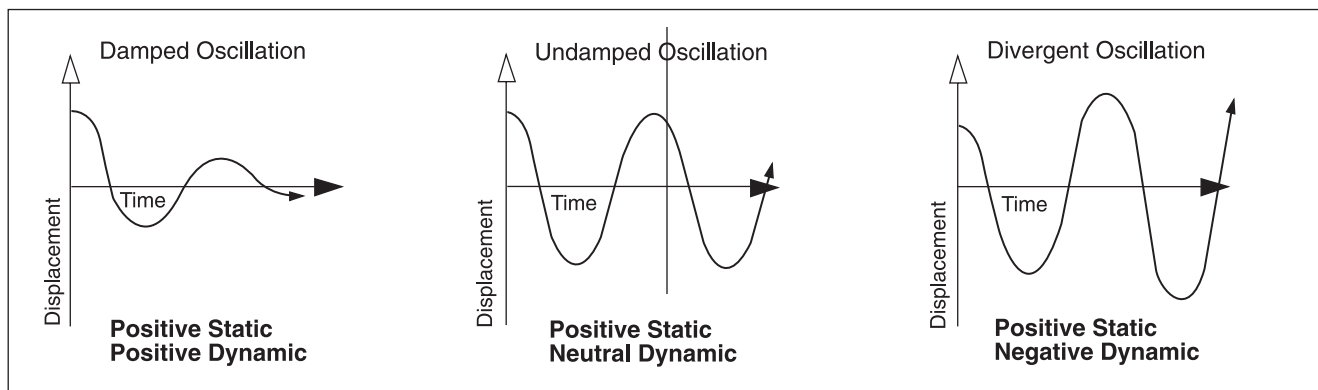 Damped Oscillation
Displacement
Time
Positive Static
Positive Dynamic
Undamped Oscillation
Displacement
Time
Positive Static
Neutral Dynamic
Divergent Oscillation
Displacement
Time
Positive Static
Negative Dynamic